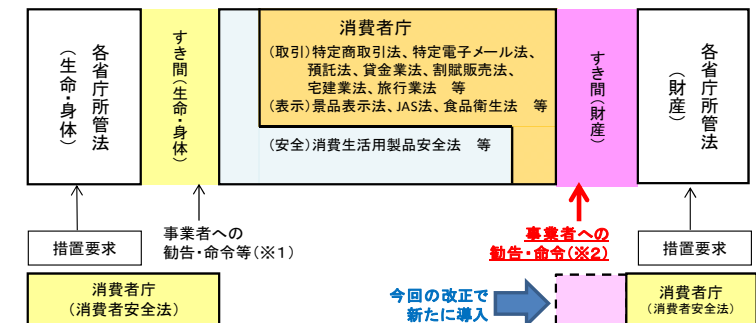 各省庁所管法
(生命・身体)
すき間(生命・身体)
消費者庁
(取引)特定商取引法、特定電子メール法、
預託法、貸金業法、割賦販売法、
宅建業法、旅行業法　等
(表示)景品表示法、JAS法、食品衛生法　等
(安全)消費生活用製品安全法　等
すき間(財産)
各省庁所管法
(財産)
措置要求
事業者への
勧告・命令等(※1)
事業者への
勧告・命令(※2)
措置要求
消費者庁
(消費者安全法)
今回の改正で
新たに導入
消費者庁
(消費者安全法)